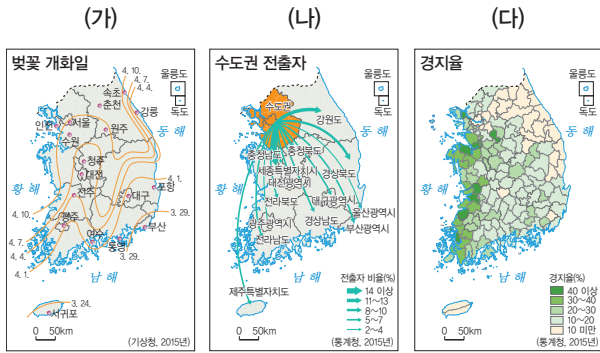 (가)
벚꽃 개화일
울릉도
독도
4. 10.
4. 7.
4. 4.
속초
춘천
강릉
인천
서울
원주
수원
동 해
청주
대전
황 해
4. 1.
포항
전주
대구
4. 10.
3. 29.
광주
부산
4. 7.
여수
통영
4. 4.
3. 29.
4. 1.
남 해
3. 24.
서귀포
0 50km
(기상청, 2015년)
(나)
수도권 전출자
울릉도
독도
수도권
강원도
동 해
충청남도
충청북도
세종특별자치시
경상북도
대전광역시
황 해
전라북도
대구광역시
울산광역시
광주광역시
경상남도
부산광역시
전라남도
남 해
제주특별자치도
전출자 비율(%)
14 이상
11~13
8~10
5~7
2~4
0 50km
(통계청, 2015년)
(다)
경지율
울릉도
독도
동 해
황 해
남 해
경지율(%)
40 이상
30~40
20~30
10~20
10 미만
0 50km
(통계청, 2015년)